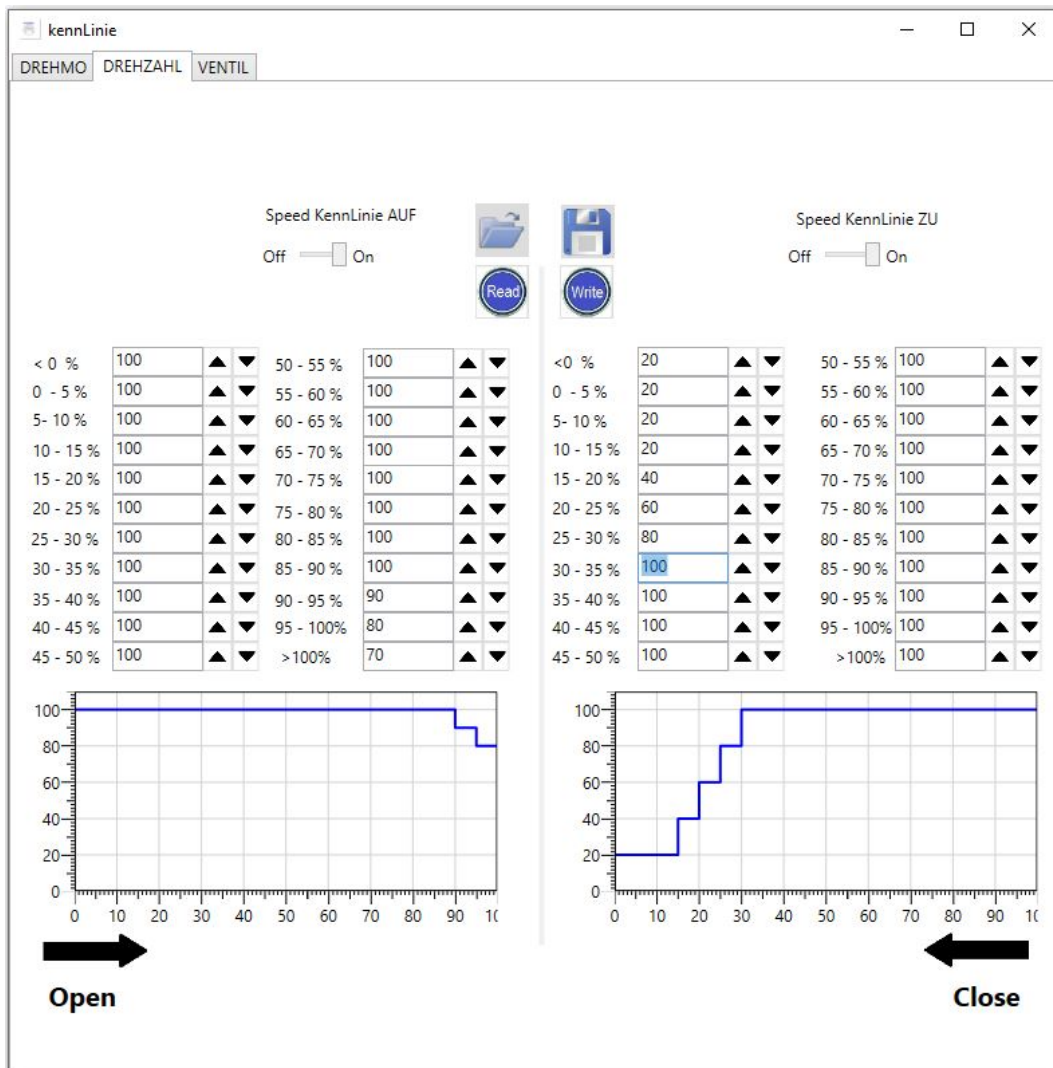 kennLinie
DREHMO DREHZAHL VENTIL
Speed KennLinie AUF
Off On
Read
Write
Speed KennLinie ZU
Off On
< 0 % 100 50 - 55 % 100
0 - 5 % 100 55 - 60 % 100
5- 10 % 100 60 - 65 % 100
10 - 15 % 100 65 - 70 % 100
15 - 20 % 100 70 - 75 % 100
20 - 25 % 100 75 - 80 % 100
25 - 30 % 100 80 - 85 % 100
30 - 35 % 100 85 - 90 % 100
35 - 40 % 100 90 - 95 % 90
40 - 45 % 100 95 - 100% 80
45 - 50 % 100 >100% 70
<0 % 20 50 - 55 % 100
0 - 5 % 20 55 - 60 % 100
5- 10 % 20 60 - 65 % 100
10 - 15 % 20 65 - 70 % 100
15 - 20 % 40 70 - 75 % 100
20 - 25 % 60 75 - 80 % 100
25 - 30 % 80 80 - 85 % 100
30 - 35 % 100 85 - 90 % 100
35 - 40 % 100 90 - 95 % 100
40 - 45 % 100 95 - 100% 100
45 - 50 % 100 >100% 100
100
80
60
40
20
0
0 10 20 30 40 50 60 70 80 90 10
Open
100
80
60
40
20
0
0 10 20 30 40 50 60 70 80 90 10
Close